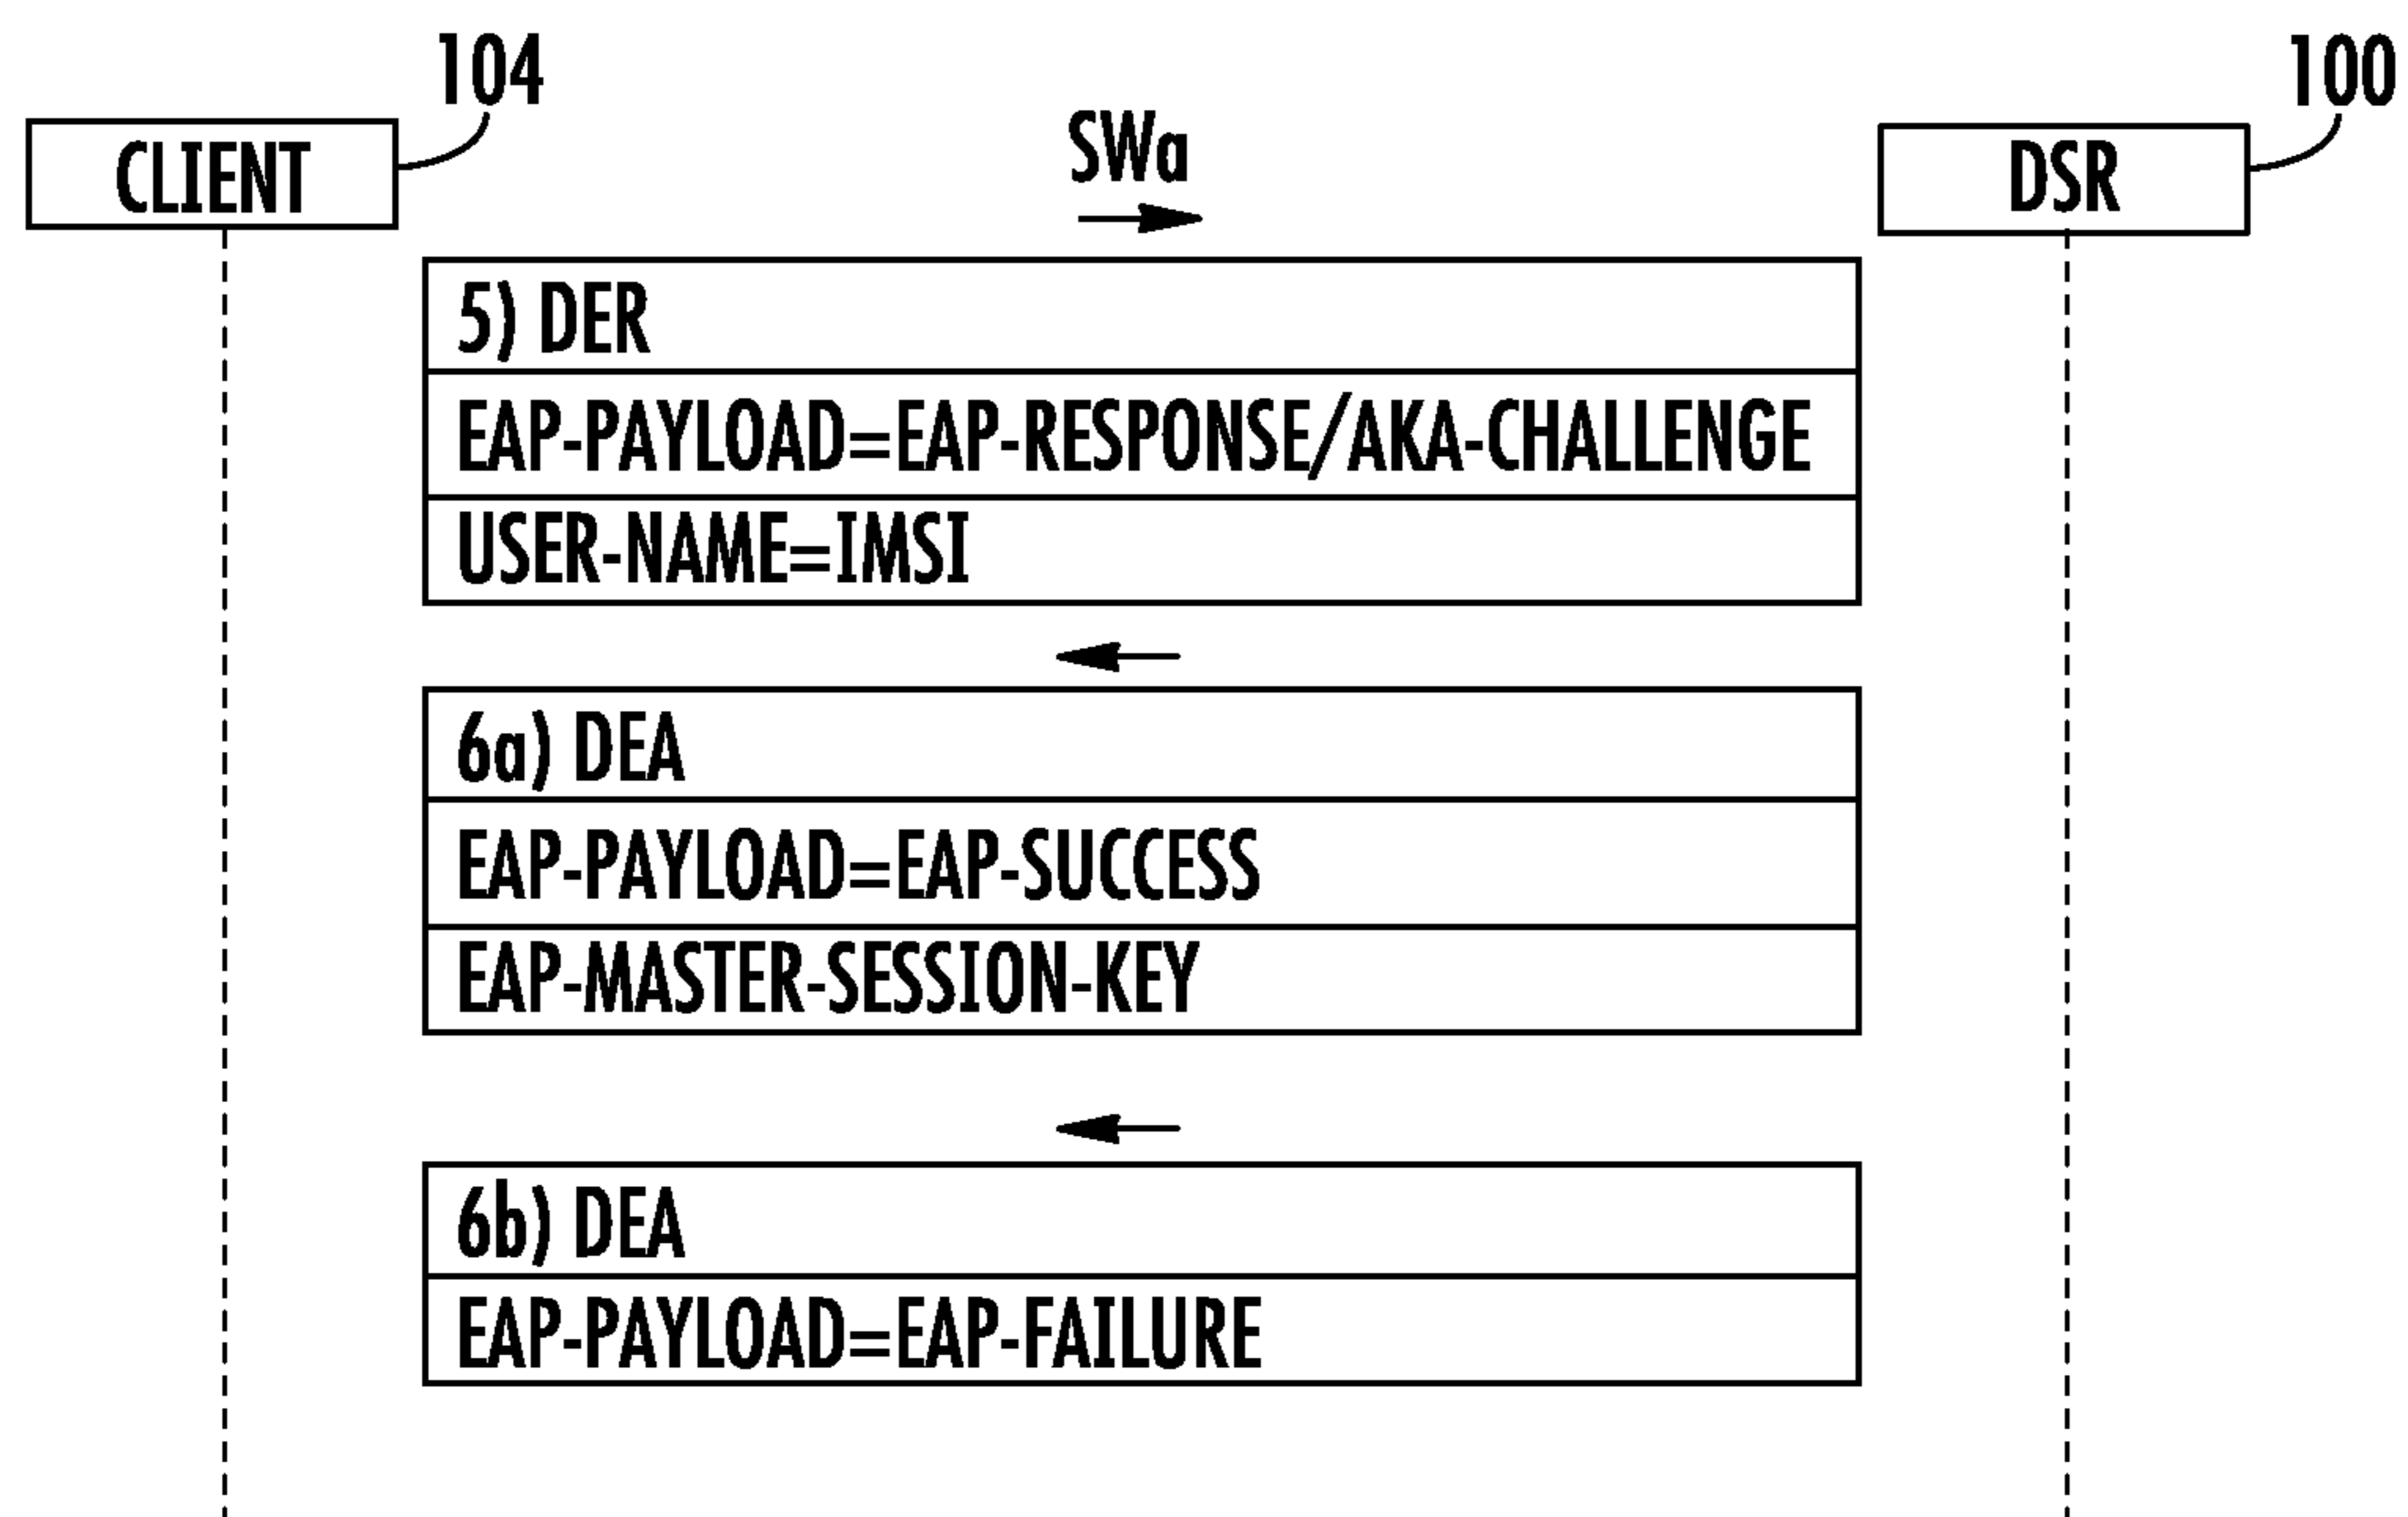 104
100
CLIENT
SWa
DSR
5) DER
EAP-PAYLOAD=EAP-RESPONSE/AKA-CHALLENGE
USER-NAME=IMSI
6a) DEA
EAP-PAYLOAD=EAP-SUCCESS
EAP-MASTER-SESSION-KEY
6b) DEA
EAP-PAYLOAD=EAP-FAILURE